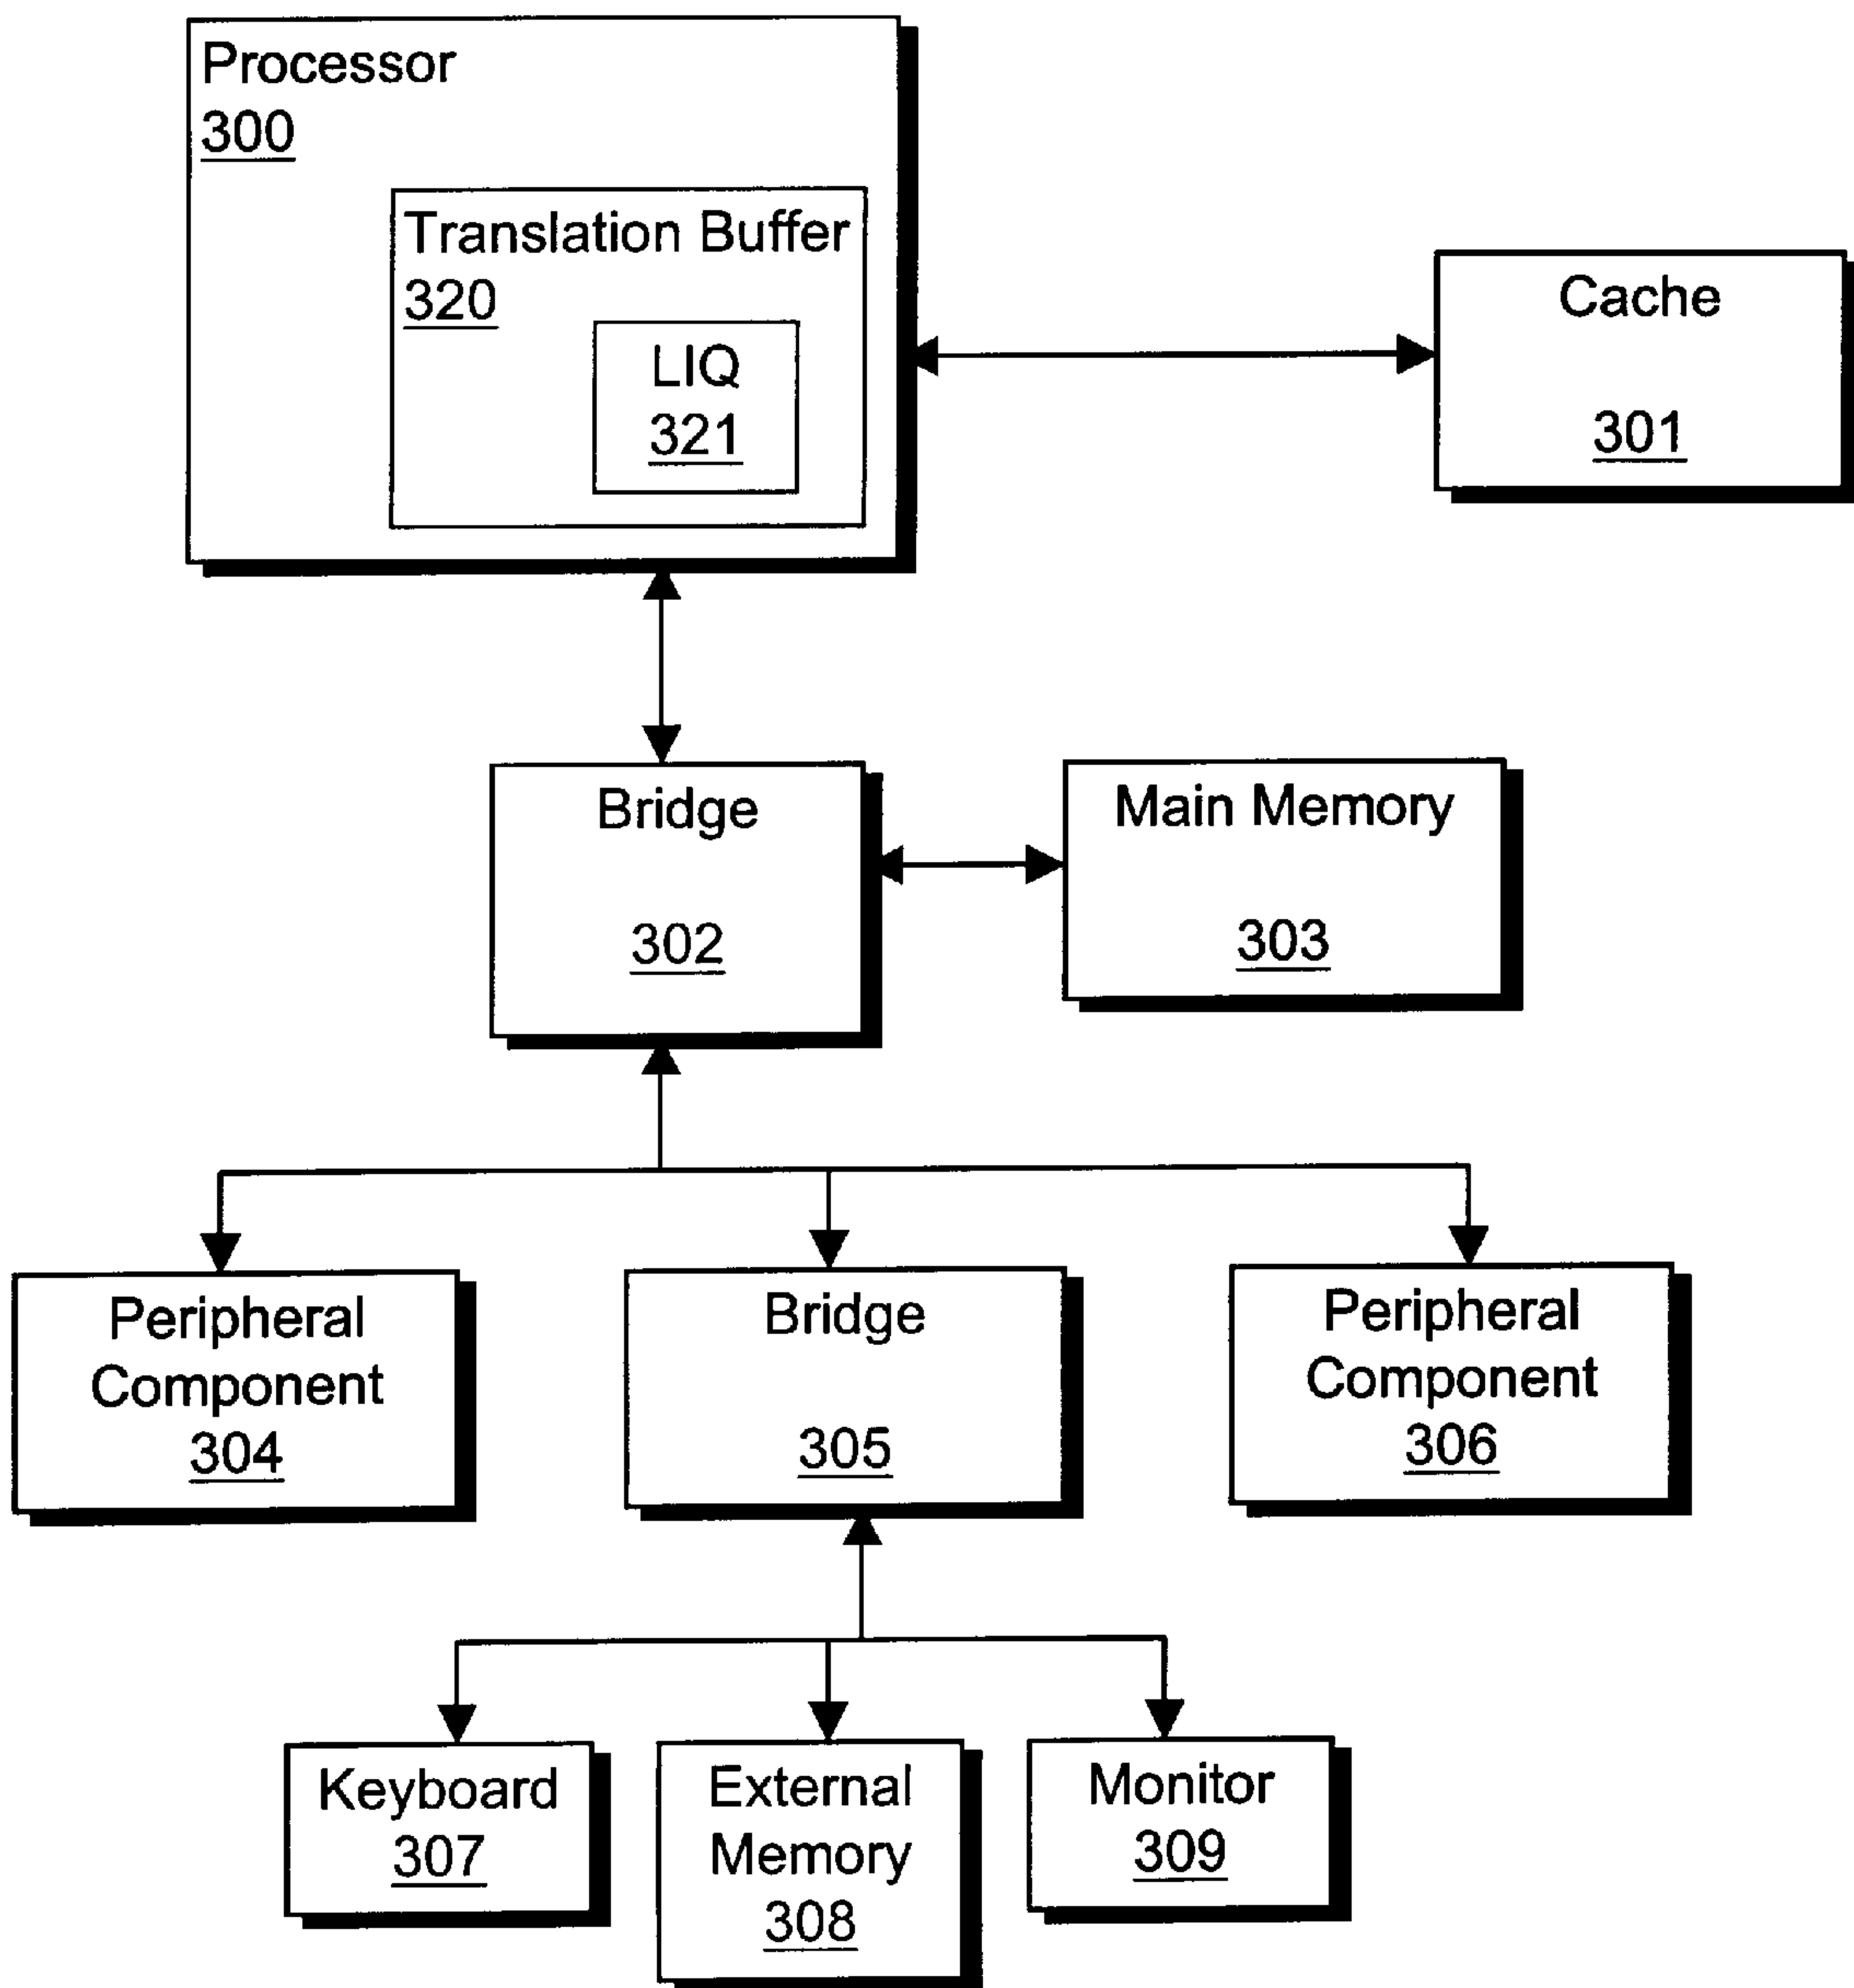 Processor
300
Translation Buffer
320
LIQ
321
Cache
301
Bridge
302
Main Memory
303
Peripheral
Component
304
Bridge
305
Peripheral
Component
306
Keyboard
307
External
Memory
308
Monitor
309